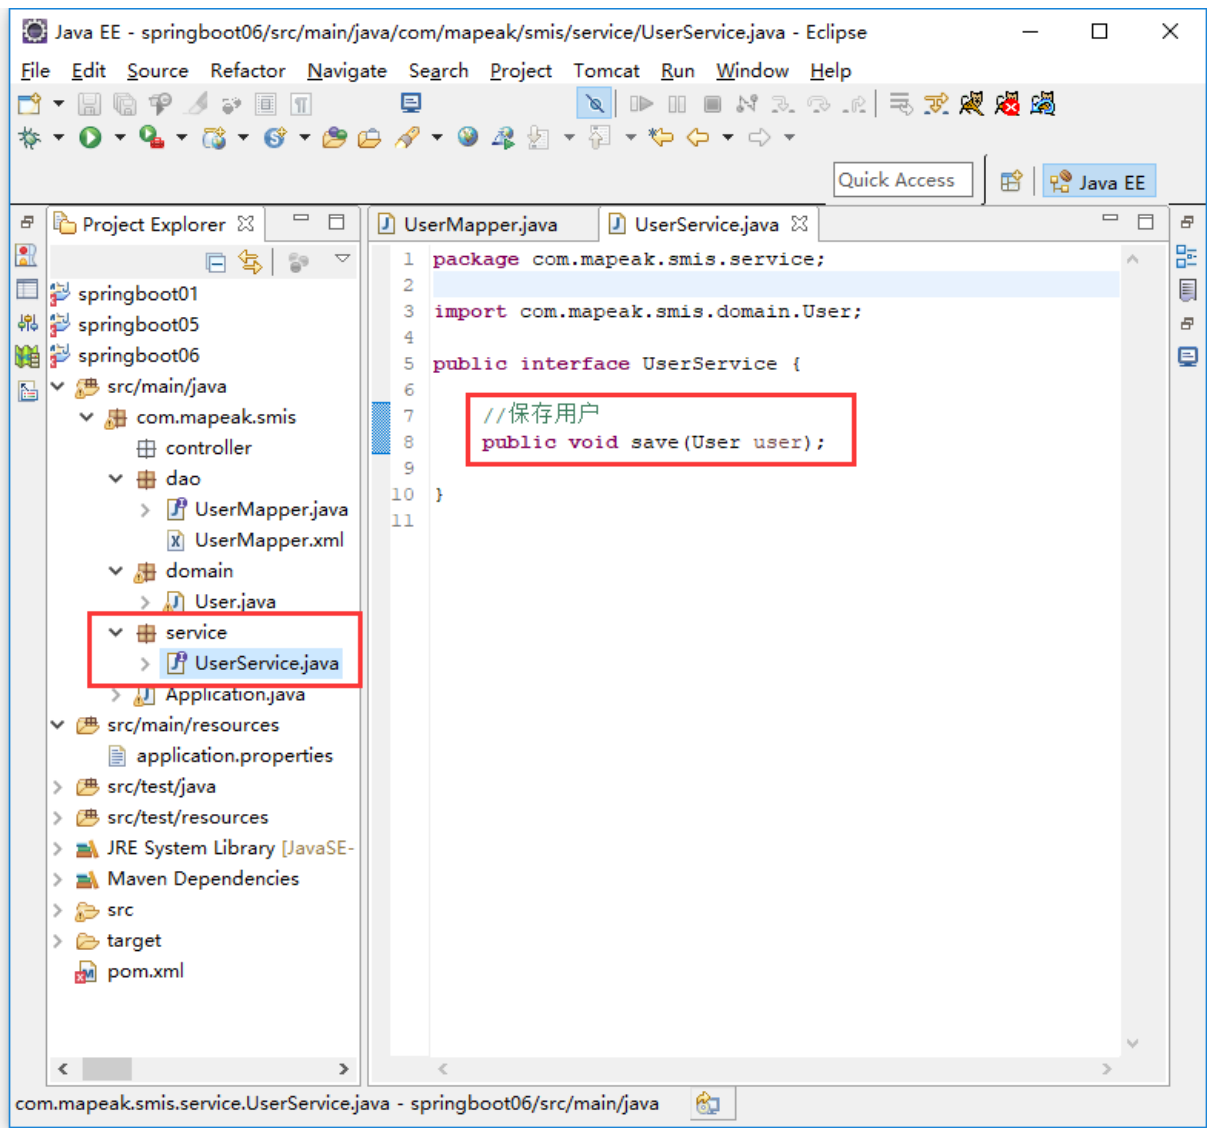 Java EE - springboot06/src/main/java/com/mapeak/smis/service/UserService.java - Eclipse
File Edit Source Refactor Navigate Search Project Tomcat Run Window Help
Quick Access
Java EE
Project Explorer
springboot01
springboot05
springboot06
src/main/java
com.mapeak.smis
controller
dao
UserMapper.java
UserMapper.xml
domain
User.java
service
UserService.java
Application.java
src/main/resources
application.properties
src/test/java
src/test/resources
JRE System Library [JavaSE-
Maven Dependencies
src
target
pom.xml
UserMapper.java
UserService.java
1 package com.mapeak.smis.service;
2
3 import com.mapeak.smis.domain.User;
4
5 public interface UserService {
6
7 //保存用户
8 public void save(User user);
9
10 }
11
com.mapeak.smis.service.UserService.java - springboot06/src/main/java